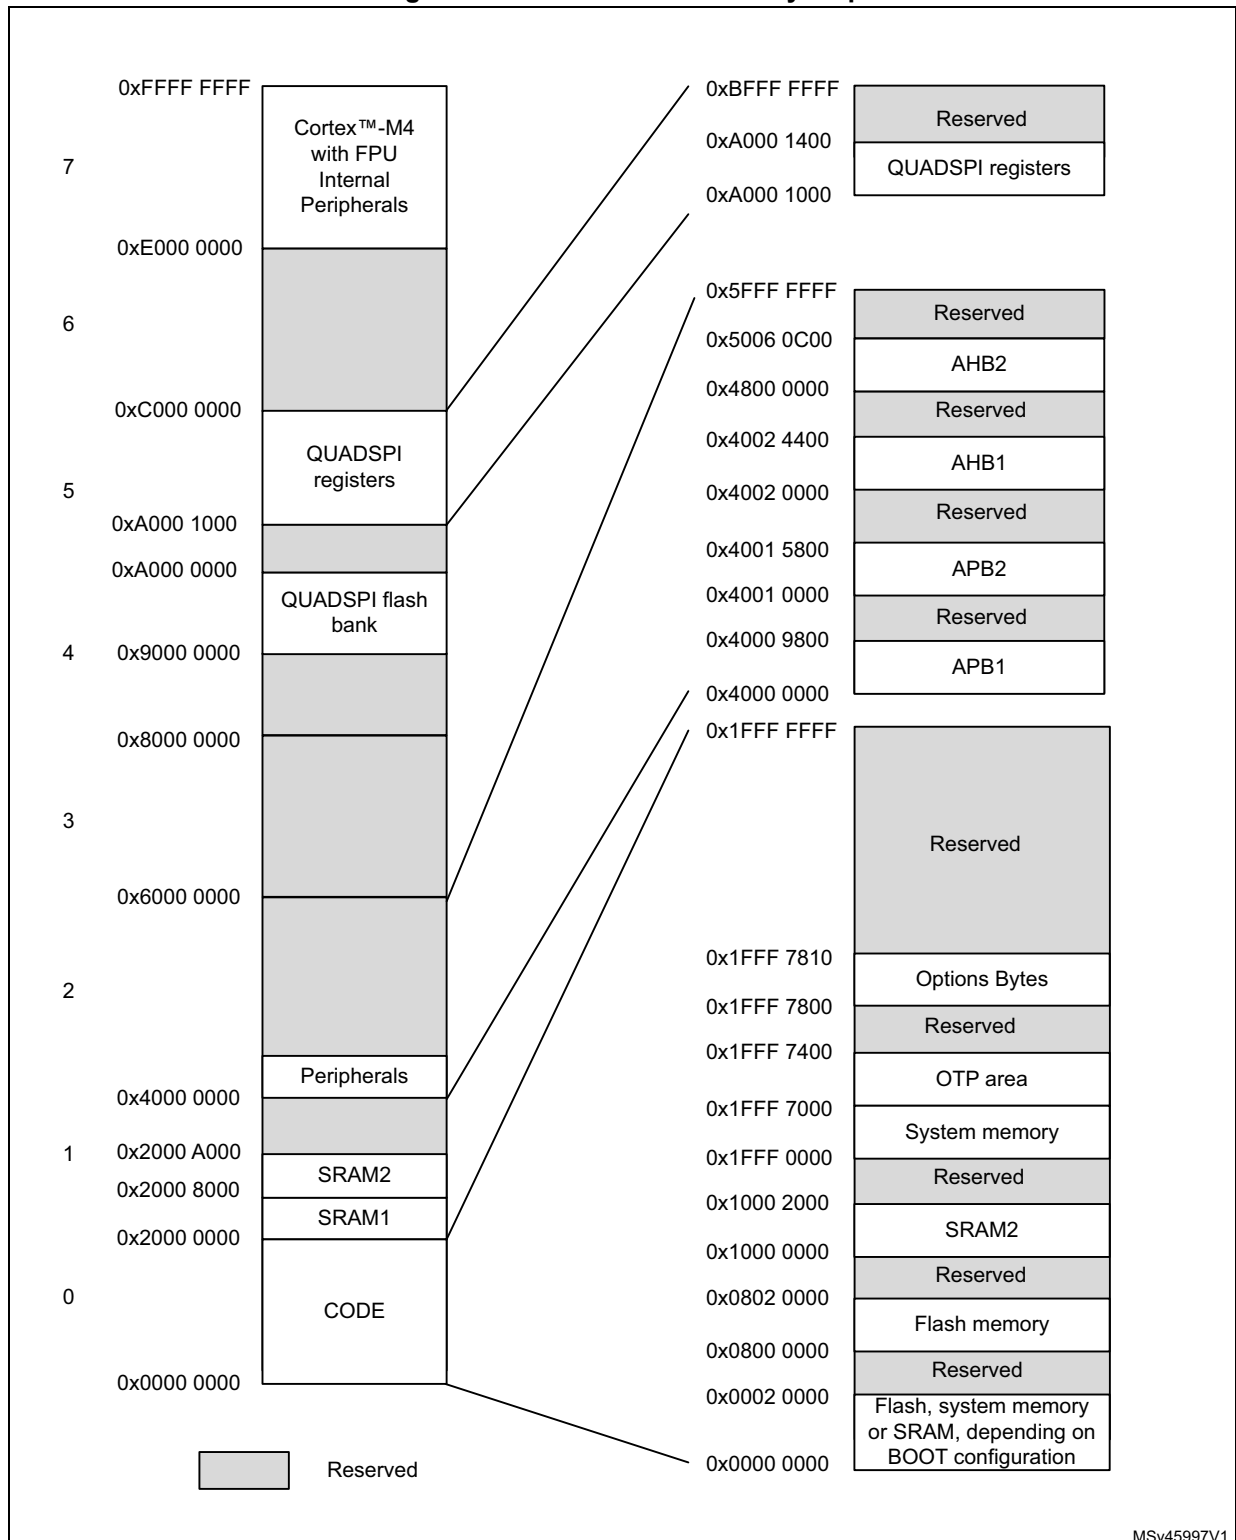 0xFFFF FFFF
Cortex™-M4
with FPU
Internal
Peripherals
7
0xE000 0000
6
0xC000 0000
QUADSPI
registers
5
0xA000 1000
0xA000 0000
QUADSPI flash
bank
4
0x9000 0000
0x8000 0000
3
0x6000 0000
2
Peripherals
0x4000 0000
1
0x2000 A000
SRAM2
0x2000 8000
SRAM1
0x2000 0000
0
CODE
0x0000 0000
Reserved
0xBFFF FFFF
Reserved
0xA000 1400
QUADSPI registers
0xA000 1000
0x5FFF FFFF
Reserved
0x5006 0C00
AHB2
0x4800 0000
Reserved
0x4002 4400
AHB1
0x4002 0000
Reserved
0x4001 5800
APB2
0x4001 0000
Reserved
0x4000 9800
APB1
0x4000 0000
0x1FFF FFFF
Reserved
0x1FFF 7810
Options Bytes
0x1FFF 7800
Reserved
0x1FFF 7400
OTP area
0x1FFF 7000
System memory
0x1FFF 0000
Reserved
0x1000 2000
SRAM2
0x1000 0000
Reserved
0x0802 0000
Flash memory
0x0800 0000
Reserved
0x0002 0000
Flash, system memory
or SRAM, depending on
BOOT configuration
0x0000 0000
MSv45997V1